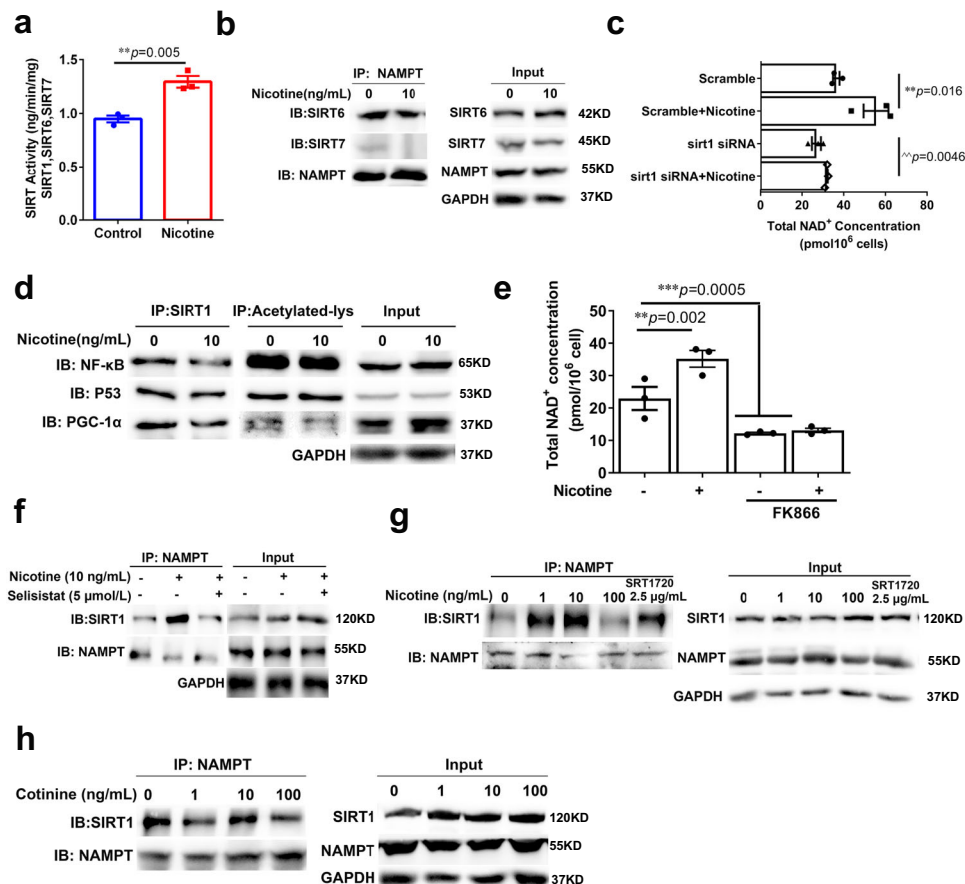 a
**p=0.005
SIRT Activity (ng/min/mg)
SIRT1,SIRT6,SIRT7
1.5
1.0
0.5
0.0
Control Nicotine
b
IP: NAMPT Input
Nicotine(ng/mL) 0 10 0 10
IB:SIRT6 SIRT6 42KD
IB:SIRT7 SIRT7 45KD
IB: NAMPT NAMPT 55KD
GAPDH 37KD
c
Scramble
Scramble+Nicotine
sirt1 siRNA
sirt1 siRNA+Nicotine
**p=0.016
^^p=0.0046
0 20 40 60 80
Total NAD+ Concentration
(pmol10⁶ cells)
d
IP:SIRT1 IP:Acetylated-lys Input
Nicotine(ng/mL) 0 10 0 10 0 10
IB: NF-κB 65KD
IB: P53 53KD
IB: PGC-1α 37KD
GAPDH 37KD
e
***p=0.0005
**p=0.002
Total NAD+ concentration
(pmol/10⁶ cell)
50
40
30
20
10
0
Nicotine - + - +
FK866
f
IP: NAMPT Input
Nicotine (10 ng/mL) - + + - + +
Selisistat (5 μmol/L) - - + - - +
IB:SIRT1 120KD
IB: NAMPT 55KD
GAPDH 37KD
g
IP: NAMPT Input
Nicotine (ng/mL) 0 1 10 100 SRT1720 2.5 μg/mL 0 1 10 100 SRT1720 2.5 μg/mL
IB:SIRT1 SIRT1 120KD
IB: NAMPT NAMPT 55KD
GAPDH 37KD
h
IP: NAMPT Input
Cotinine (ng/mL) 0 1 10 100 0 1 10 100
IB:SIRT1 SIRT1 120KD
IB: NAMPT NAMPT 55KD
GAPDH 37KD